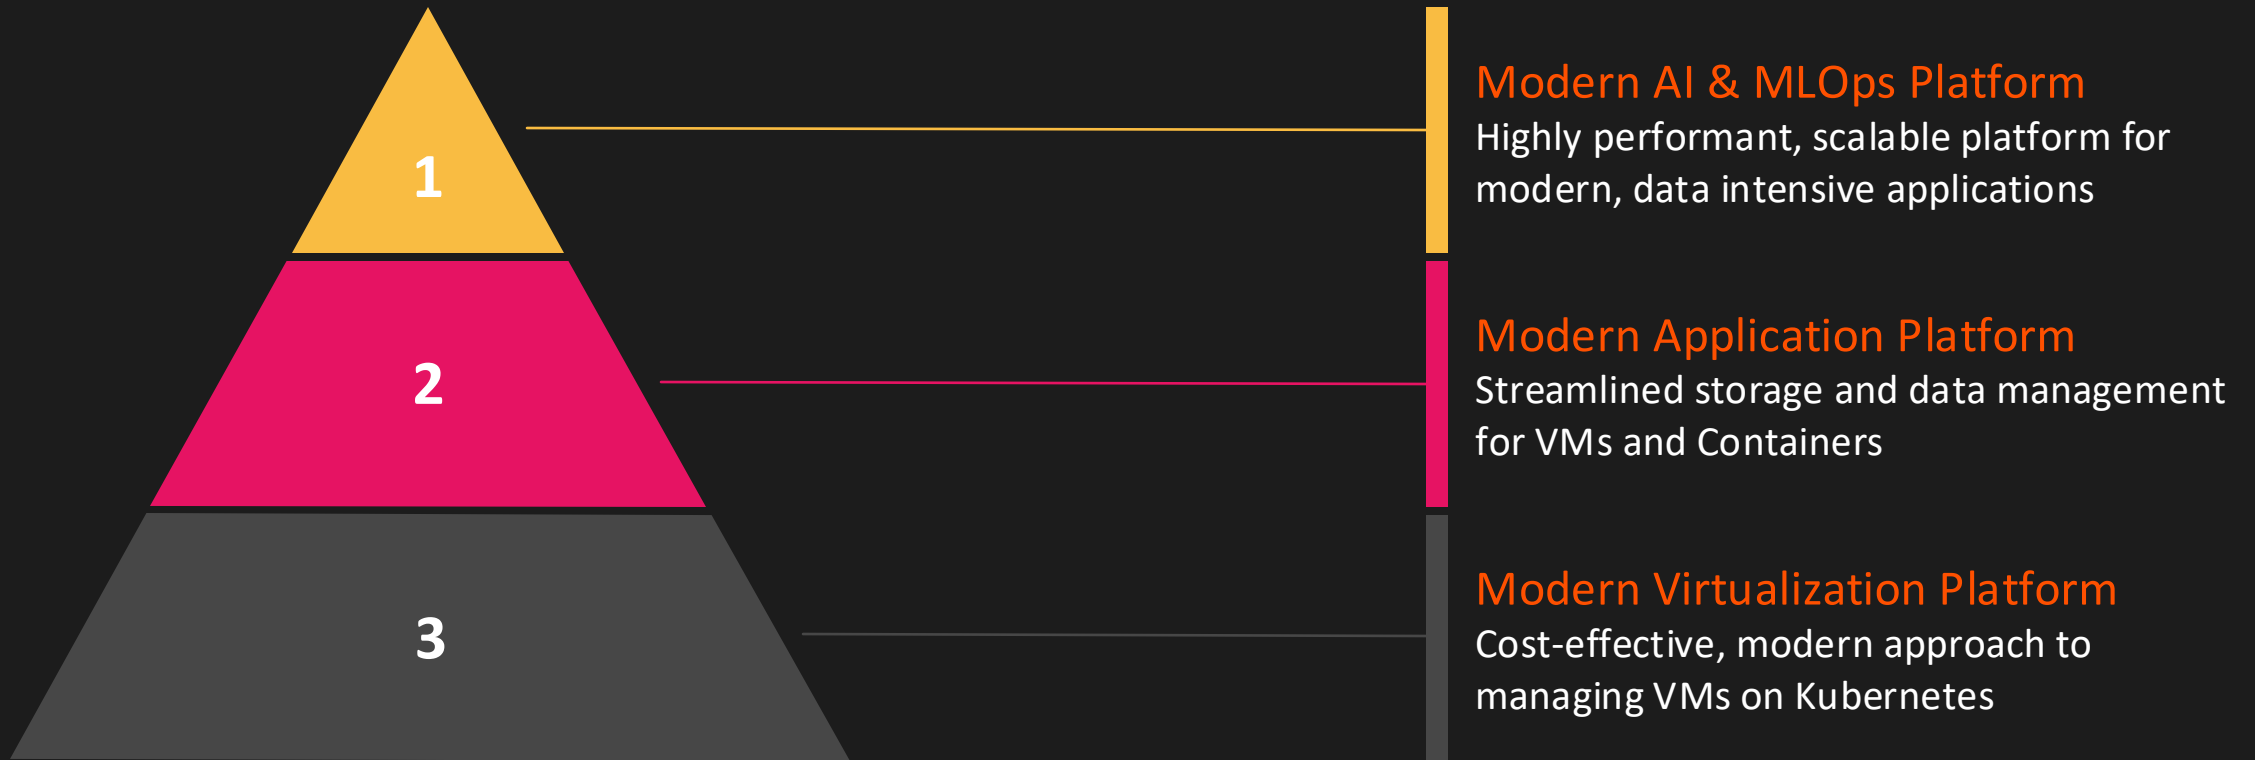 1
Modern AI & MLOps Platform
Highly performant, scalable platform for
modern, data intensive applications
2
Modern Application Platform
Streamlined storage and data management
for VMs and Containers
3
Modern Virtualization Platform
Cost-effective, modern approach to
managing VMs on Kubernetes